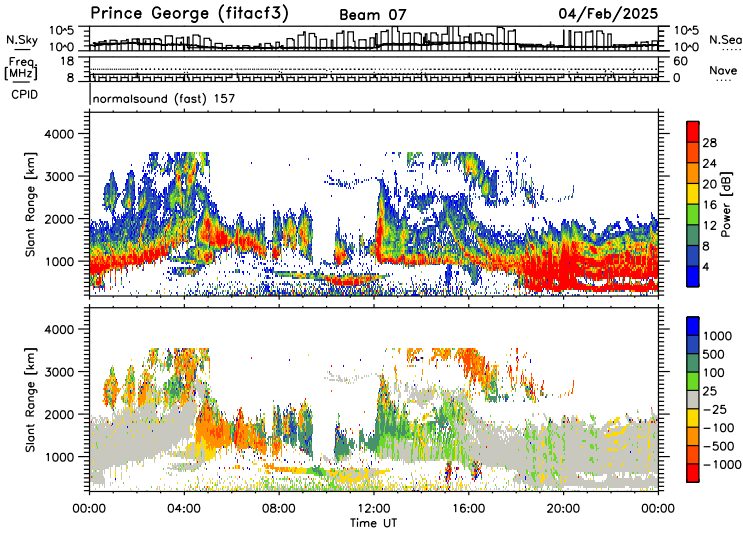 Prince George (fitacf3) Beam 07 04/Feb/2025
N.Sky 10^5 10^0 10^5 10^0 N.Sea
Freq. [MHz] 18 8 60 0 Nave
CPID normalsound (fast) 157
Slant Range [km] 4000 3000 2000 1000
28 24 20 16 12 8 4 Power [dB]
Slant Range [km] 4000 3000 2000 1000
1000 500 100 25 -25 -100 -500 -1000
00:00 04:00 08:00 12:00 16:00 20:00 00:00
Time UT